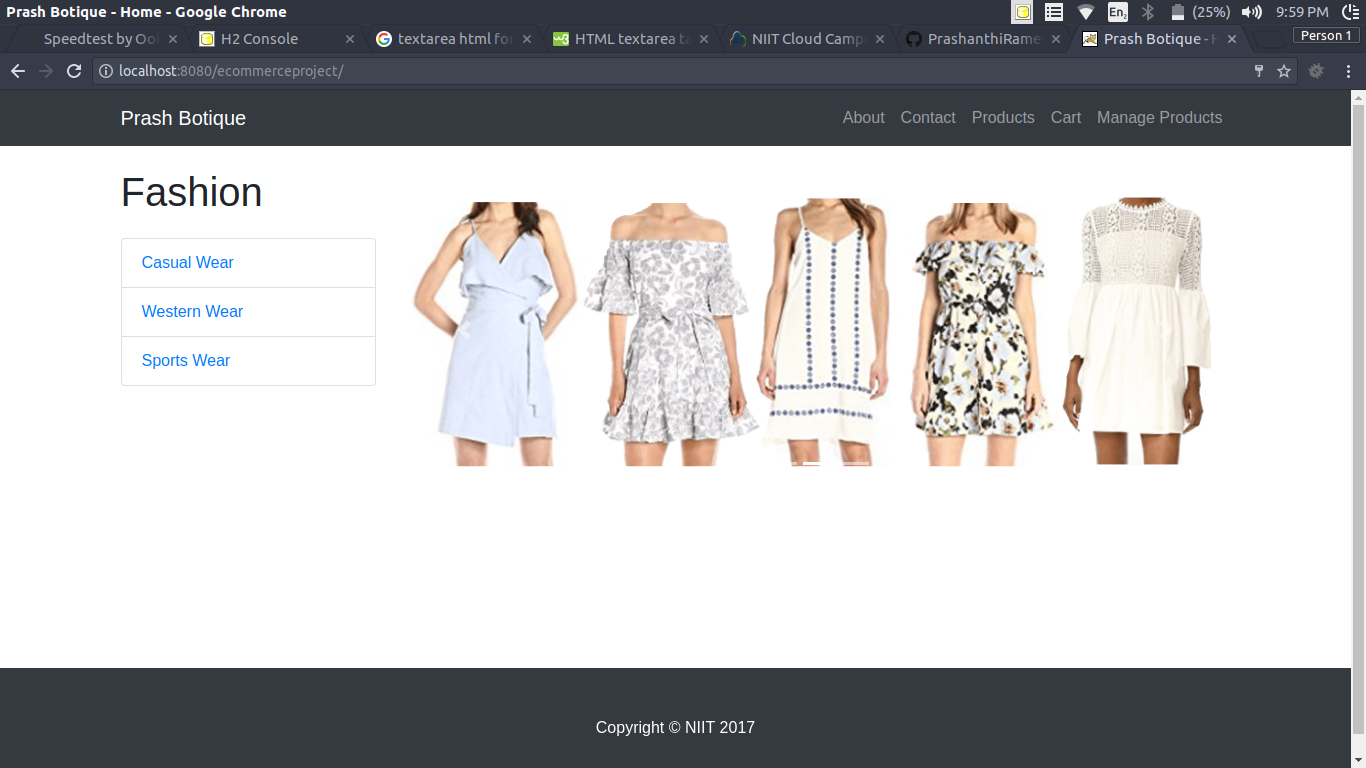 Prash Botique - Home - Google Chrome
En2 (25%) 9:59 PM
Speedtest by Ool
H2 Console
textarea html for
HTML textarea ta
NIIT Cloud Camp
PrashanthiRame
Prash Botique - H
Person 1
localhost:8080/ecommerceproject/
Prash Botique
About Contact Products Cart Manage Products
Fashion
Casual Wear
Western Wear
Sports Wear
Copyright © NIIT 2017